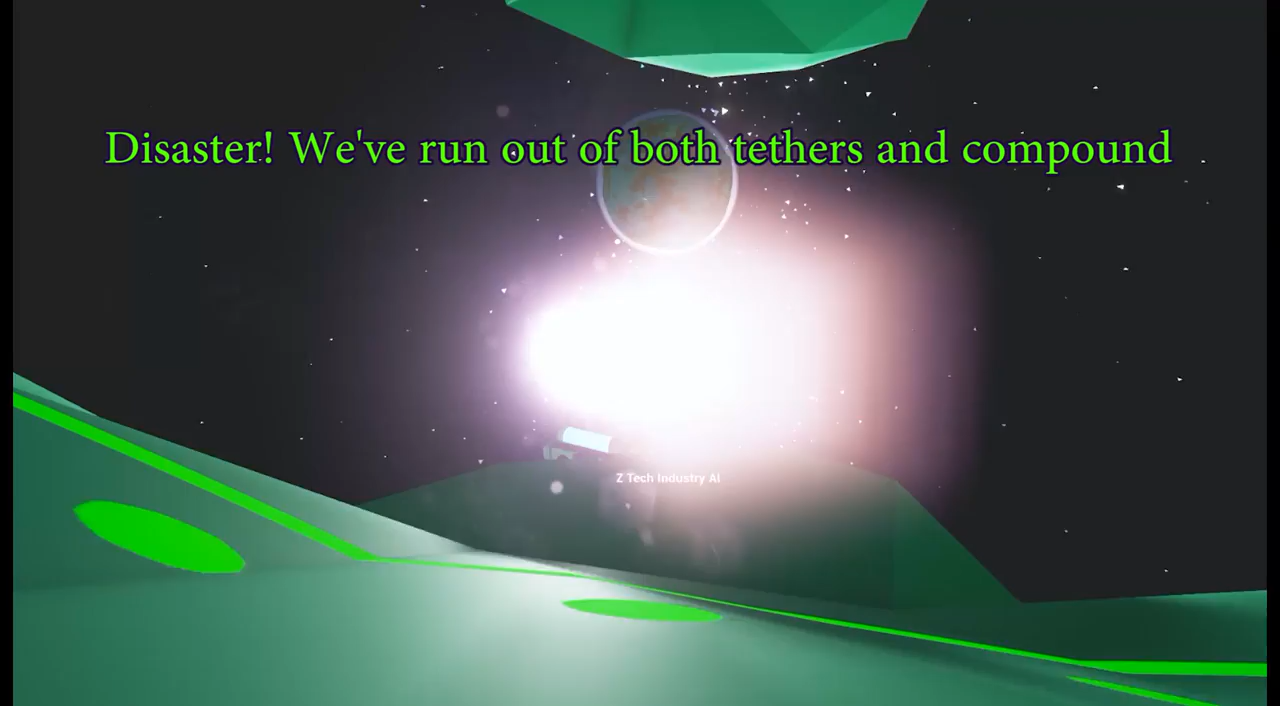 Disaster! We've run out of both tethers and compound
Z Tech Industry AI